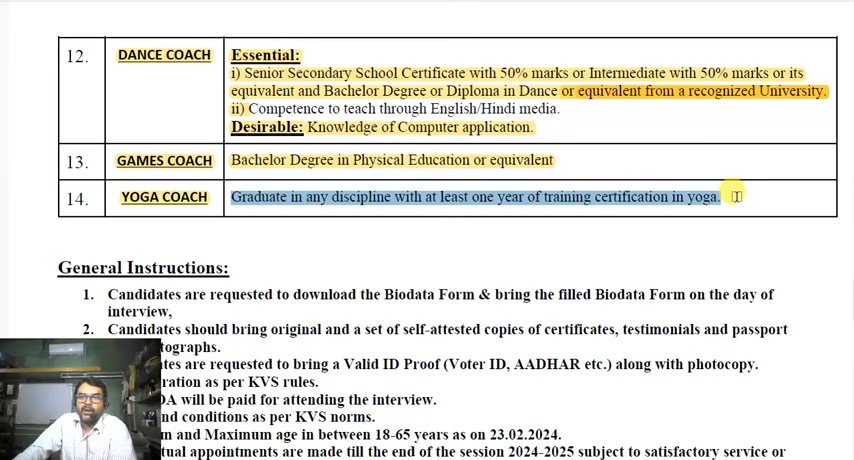 12. DANCE COACH Essential:
i) Senior Secondary School Certificate with 50% marks or Intermediate with 50% marks or its
equivalent and Bachelor Degree or Diploma in Dance or equivalent from a recognized University.
ii) Competence to teach through English/Hindi media.
Desirable: Knowledge of Computer application.
13. GAMES COACH Bachelor Degree in Physical Education or equivalent
14. YOGA COACH Graduate in any discipline with at least one year of training certification in yoga.
General Instructions:
1. Candidates are requested to download the Biodata Form & bring the filled Biodata Form on the day of
interview,
2. Candidates should bring original and a set of self-attested copies of certificates, testimonials and passport
tographs.
ates are requested to bring a Valid ID Proof (Voter ID, AADHAR etc.) along with photocopy.
ration as per KVS rules.
DA will be paid for attending the interview.
nd conditions as per KVS norms.
m and Maximum age in between 18-65 years as on 23.02.2024.
tual appointments are made till the end of the session 2024-2025 subject to satisfactory service or